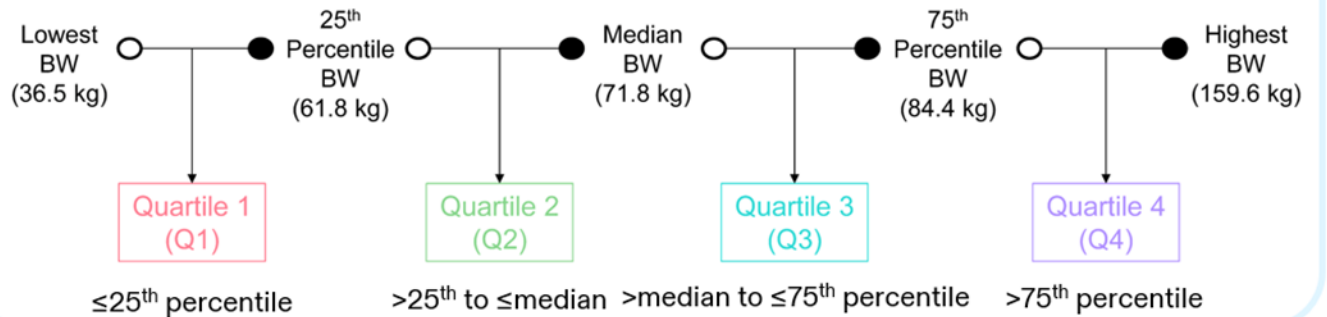 Lowest
BW
(36.5 kg)
25th
Percentile
BW
(61.8 kg)
Median
BW
(71.8 kg)
75th
Percentile
BW
(84.4 kg)
Highest
BW
(159.6 kg)
Quartile 1
(Q1)
Quartile 2
(Q2)
Quartile 3
(Q3)
Quartile 4
(Q4)
≤25th percentile
>25th to ≤median
>median to ≤75th percentile
>75th percentile